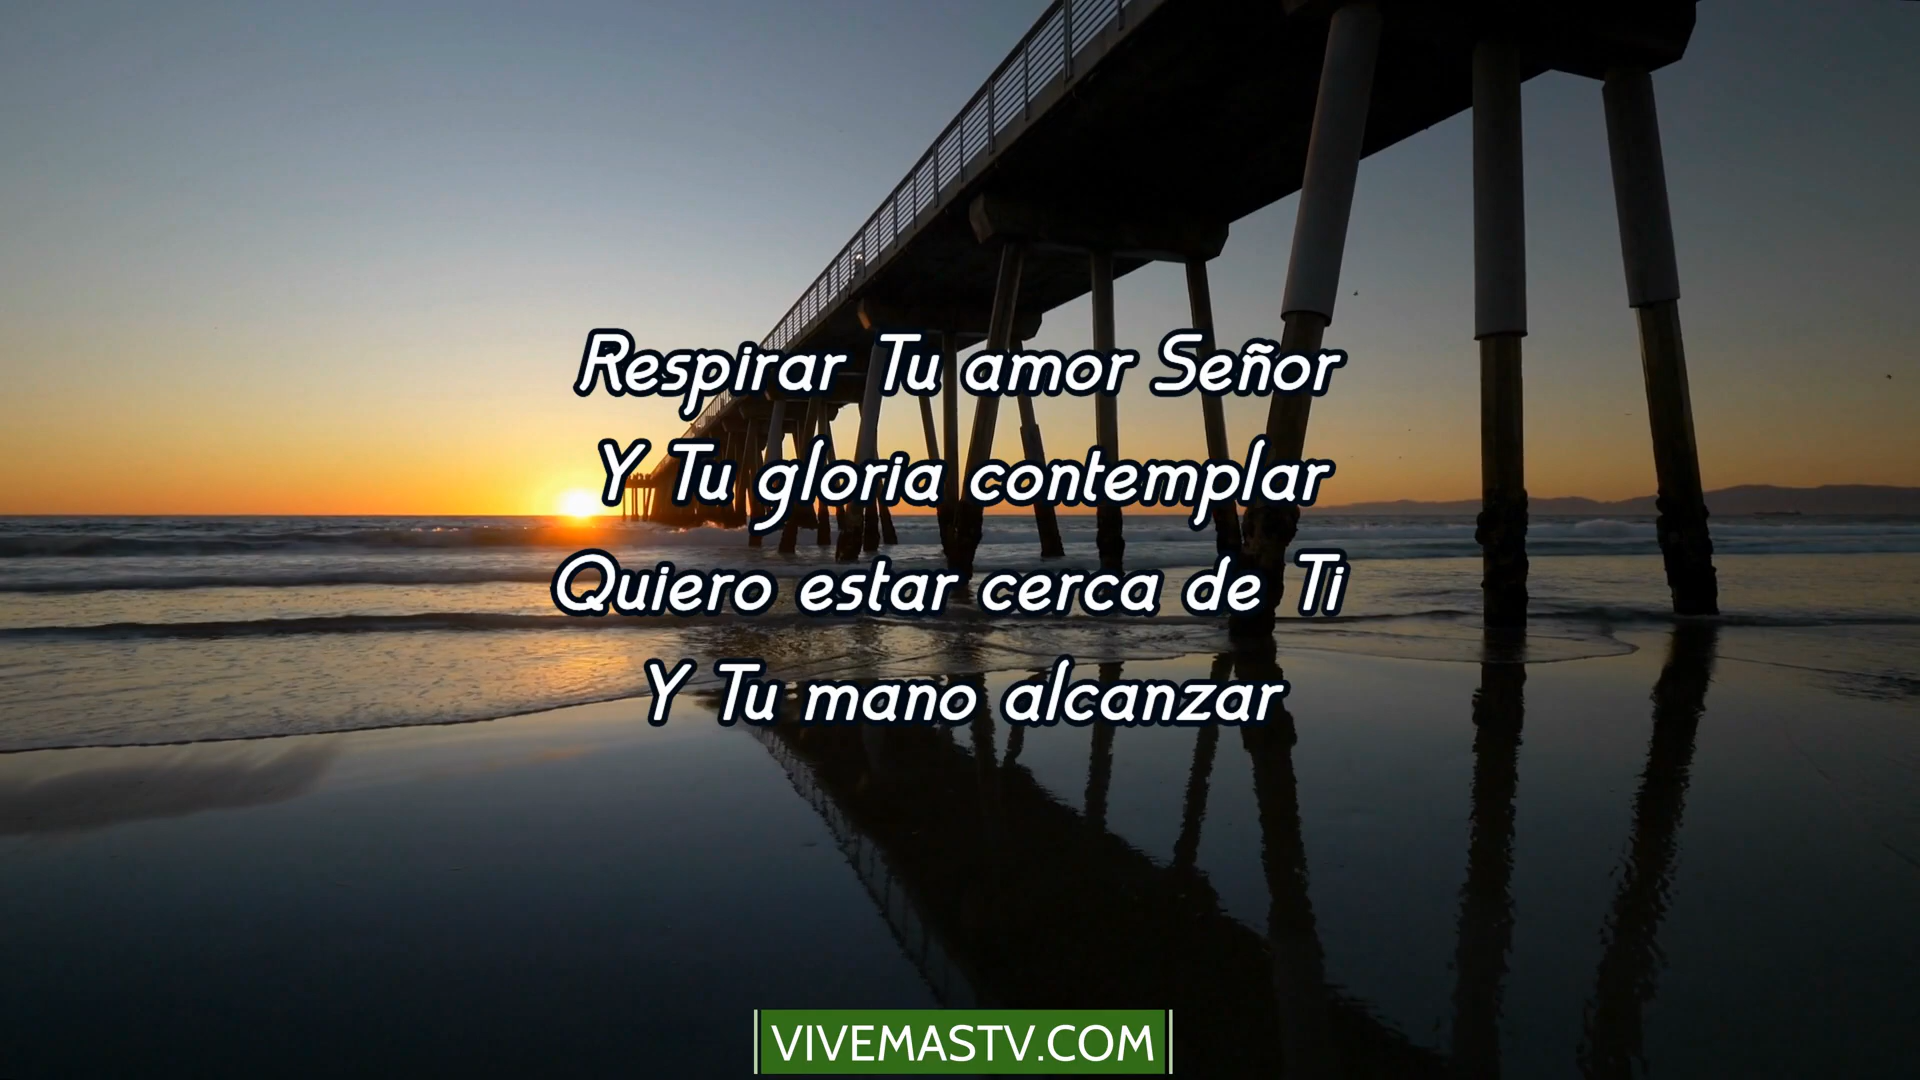 Respirar Tu amor Señor
Y Tu gloria contemplar
Quiero estar cerca de Ti
Y Tu mano alcanzar
VIVEMASTV.COM